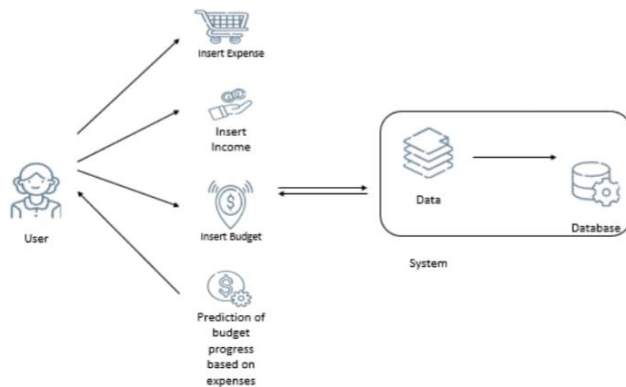 Insert Expense
Insert
Income
User
Insert Budget
Data
Database
System
Prediction of
budget
progress
based on
expenses